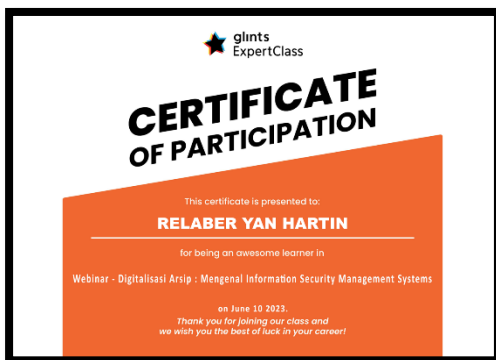 glints
ExpertClass
CERTIFICATE
OF PARTICIPATION
This certificate is presented to:
RELABER YAN HARTIN
for being an awesome learner in
Webinar - Digitalisasi Arsip : Mengenal Information Security Management Systems
on June 10 2023.
Thank you for joining our class and
we wish you the best of luck in your career!